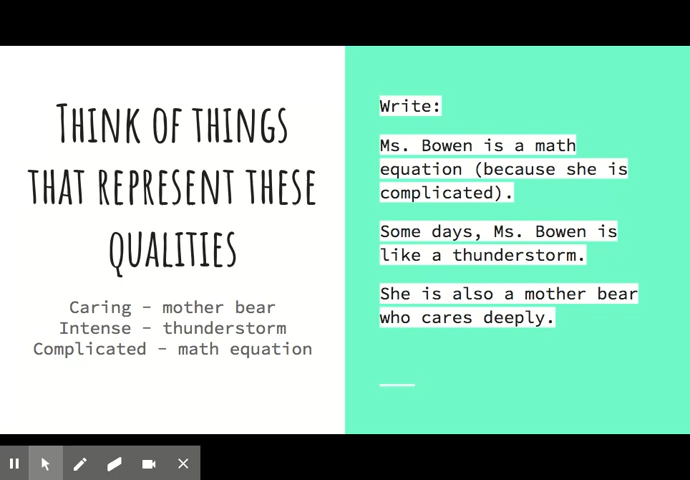 THINK OF THINGS
THAT REPRESENT THESE
QUALITIES
Caring - mother bear
Intense - thunderstorm
Complicated - math equation
Write:
Ms. Bowen is a math
equation (because she is
complicated).
Some days, Ms. Bowen is
like a thunderstorm.
She is also a mother bear
who cares deeply.